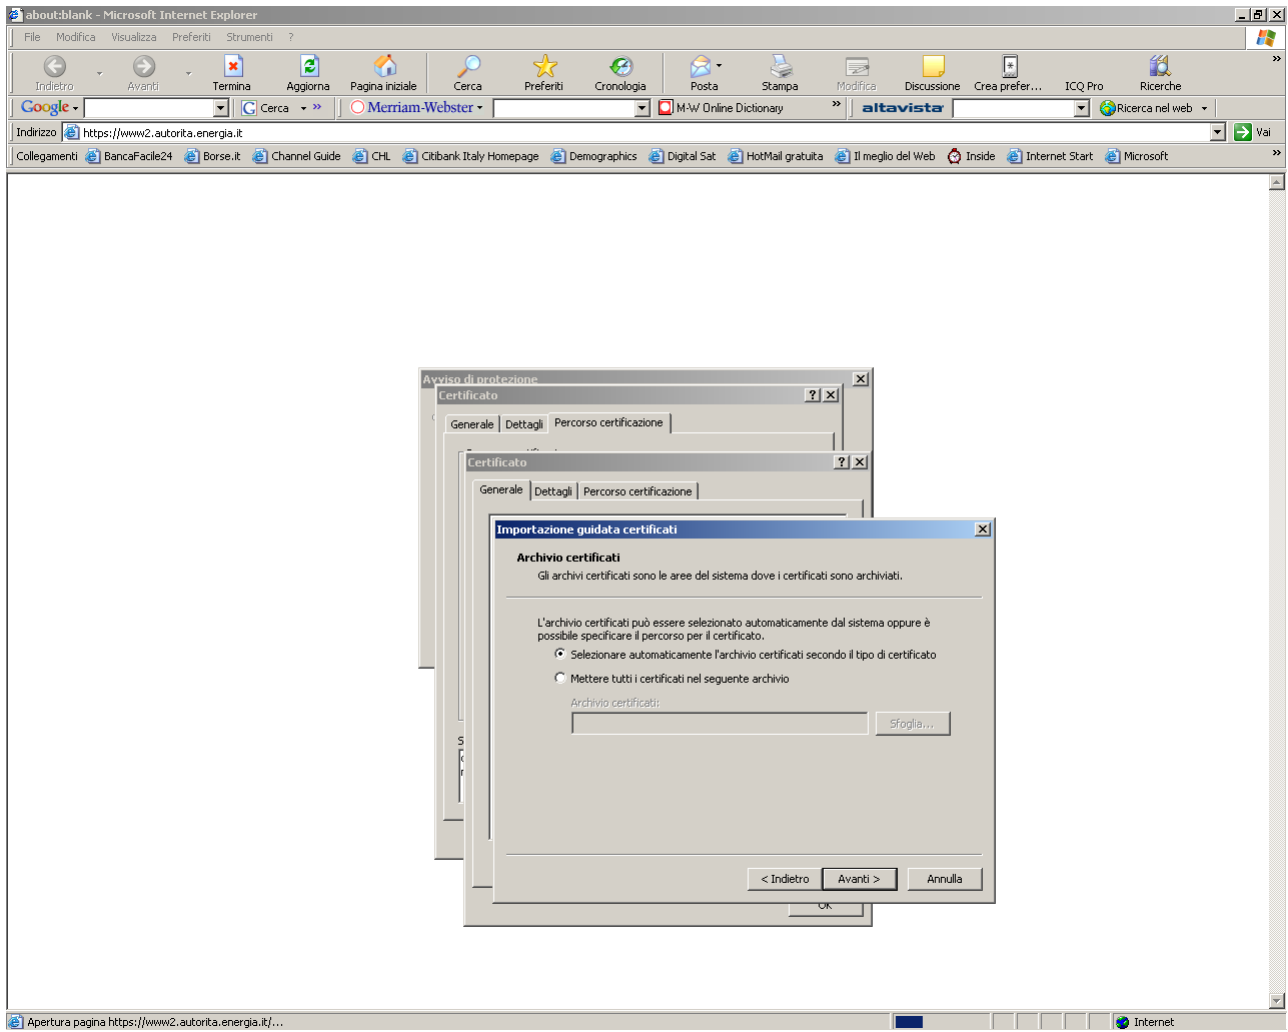 about:blank - Microsoft Internet Explorer
File Modifica Visualizza Preferiti Strumenti ?
Indietro Avanti Termina Aggiorna Pagina iniziale Cerca Preferiti Cronologia Posta Stampa Modifica Discussione Crea prefer... ICQ Pro Ricerche »
Google Cerca » Merriam-Webster M-W Online Dictionary » altavista Ricerca nel web
Indirizzo https://www2.autorita.energia.it Vai
Collegamenti BancaFacile24 Borse.it Channel Guide CHL Citibank Italy Homepage Demographics Digital Sat HotMail gratuita Il meglio del Web Inside Internet Start Microsoft »
Avviso di protezione
Certificato
Generale Dettagli Percorso certificazione
Certificato
Generale Dettagli Percorso certificazione
Importazione guidata certificati
Archivio certificati
Gli archivi certificati sono le aree del sistema dove i certificati sono archiviati.
L'archivio certificati può essere selezionato automaticamente dal sistema oppure è
possibile specificare il percorso per il certificato.
Selezionare automaticamente l'archivio certificati secondo il tipo di certificato
Mettere tutti i certificati nel seguente archivio
Archivio certificati:
Sfoglia...
< Indietro Avanti > Annulla
OK
Apertura pagina https://www2.autorita.energia.it/... Internet